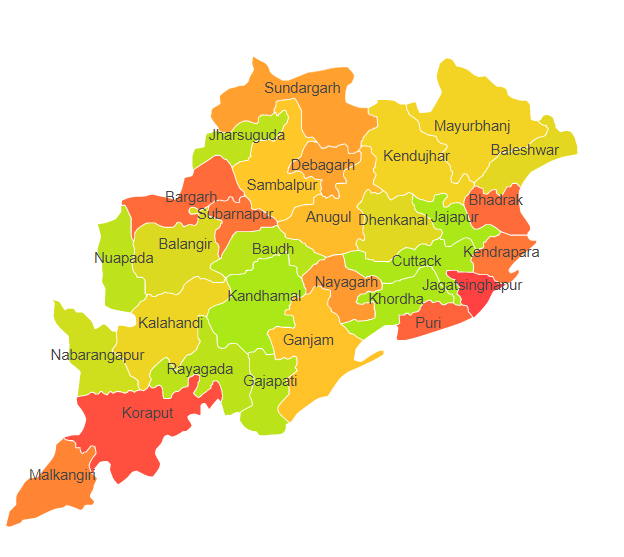 Sundargarh
Mayurbhanj
Jharsuguda
Baleshwar
Kendujhar
Debagarh
Sambalpur
Bargarh
Bhadrak
Subarnapur
Anugul
Dhenkanal
Jajapur
Balangir
Baudh
Kendrapara
Nuapada
Cuttack
Nayagarh
Jagatsinghapur
Kandhamal
Khordha
Kalahandi
Puri
Ganjam
Nabarangapur
Rayagada
Gajapati
Koraput
Malkangiri